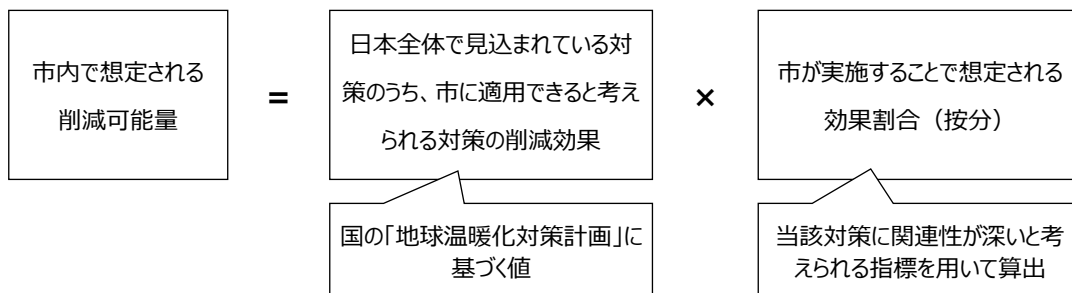 市内で想定される
削減可能量
=
日本全体で見込まれている対
策のうち、市に適用できると考え
られる対策の削減効果
×
市が実施することで想定される
効果割合（按分）
国の「地球温暖化対策計画」に
基づく値
当該対策に関連性が深いと考
えられる指標を用いて算出